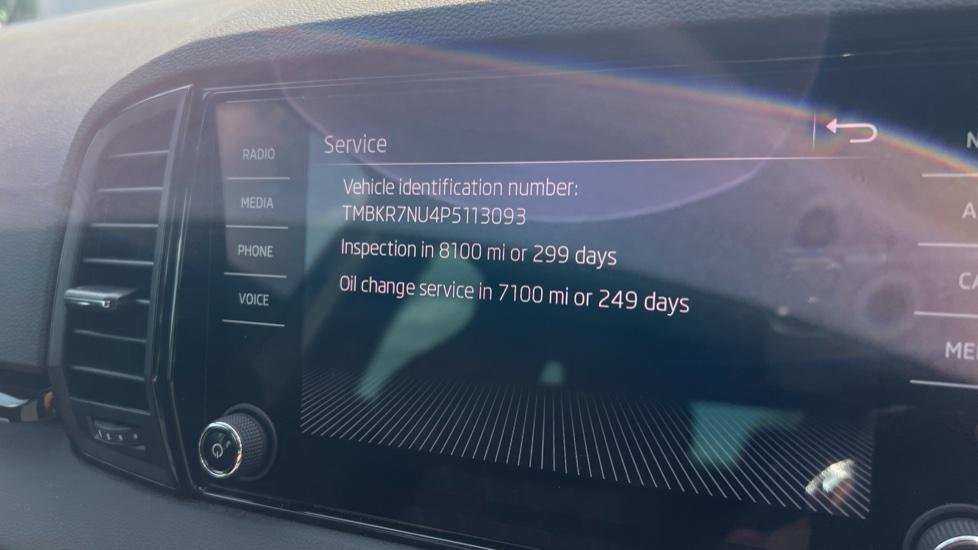 Service
RADIO
MEDIA
PHONE
VOICE
Vehicle identification number:
TMBKR7NU4P5113093
Inspection in 8100 mi or 299 days
Oil change service in 7100 mi or 249 days